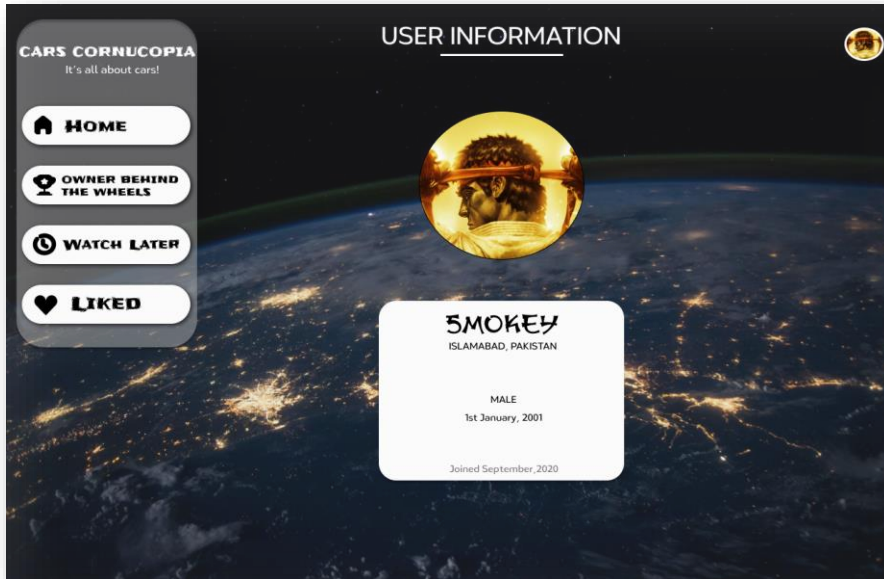 CARS CORNUCOPIA
It's all about cars!
HOME
OWNER BEHIND
THE WHEELS
WATCH LATER
LIKED
USER INFORMATION
5MOKEY
ISLAMABAD, PAKISTAN
MALE
1st January, 2001
Joined September,2020